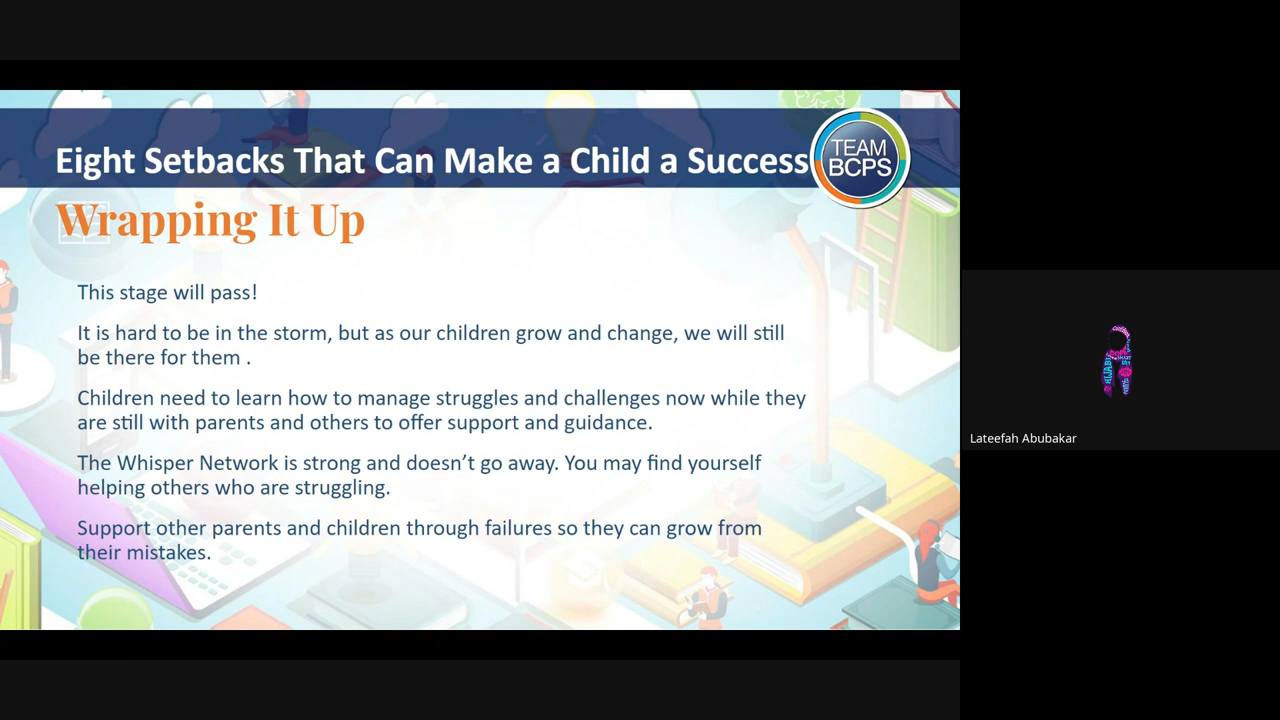 Eight Setbacks That Can Make a Child a Success
TEAM
BCPS
Wrapping It Up
This stage will pass!
It is hard to be in the storm, but as our children grow and change, we will still
be there for them .
Children need to learn how to manage struggles and challenges now while they
are still with parents and others to offer support and guidance.
The Whisper Network is strong and doesn’t go away. You may find yourself
helping others who are struggling.
Support other parents and children through failures so they can grow from
their mistakes.
HIJAB
Lateefah Abubakar